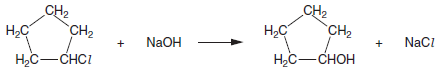 CH₂ CH₂
H₂C CH₂ H₂C CH₂
+ NaOH + NaCl
H₂C CHCl H₂C CHOH